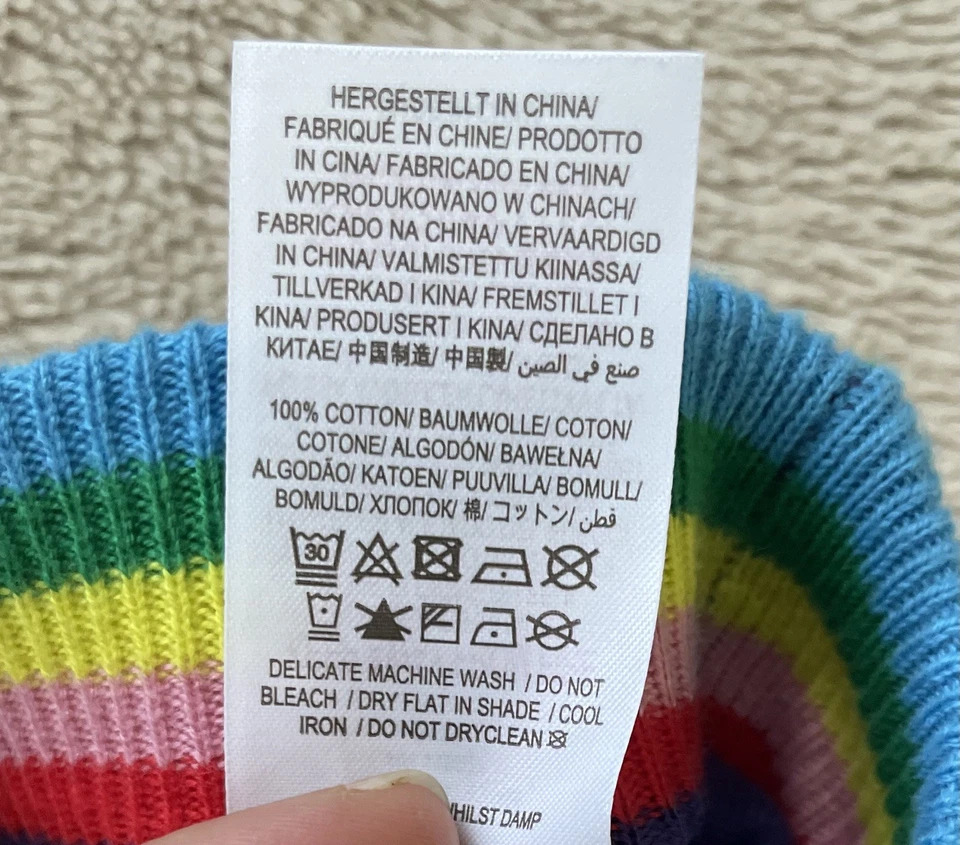 HERGESTELLT IN CHINA/
FABRIQUÉ EN CHINE/ PRODOTTO
IN CINA/ FABRICADO EN CHINA/
WYPRODUKOWANO W CHINACH/
FABRICADO NA CHINA/ VERVAARDIGD
IN CHINA/ VALMISTETTU KIINASSA/
TILLVERKAD I KINA/ FREMSTILLET I
KINA/ PRODUSERT I KINA/ СДЕЛАНО В
КИТАЕ/ 中国制造/ 中国製/ صنع في الصين
100% COTTON/ BAUMWOLLE/ COTON/
COTONE/ ALGODÓN/ BAWEŁNA/
ALGODÃO/ KATOEN/ PUUVILLA/ BOMULL/
BOMULD/ ХЛОПОК/ 棉/ コットン/ قطن
30
DELICATE MACHINE WASH / DO NOT
BLEACH / DRY FLAT IN SHADE / COOL
IRON / DO NOT DRYCLEAN
DAMP